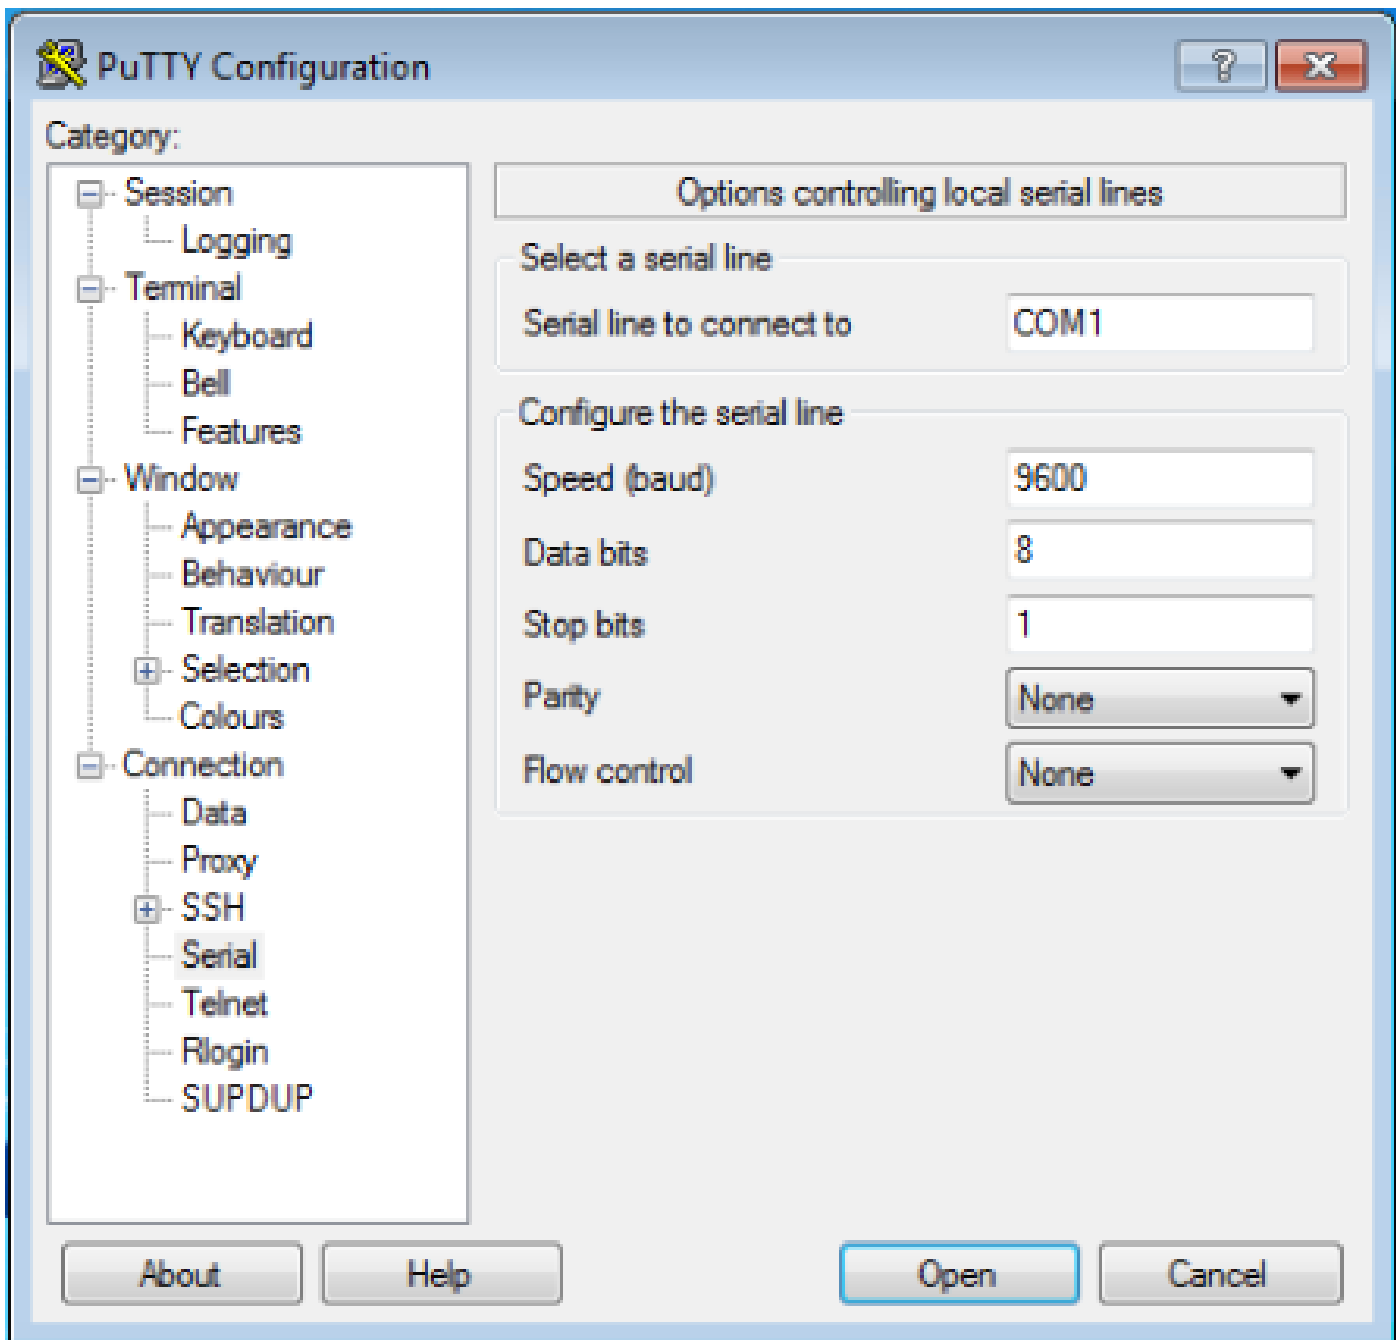 PuTTY Configuration
Category:
Session
Logging
Terminal
Keyboard
Bell
Features
Window
Appearance
Behaviour
Translation
Selection
Colours
Connection
Data
Proxy
SSH
Serial
Telnet
Rlogin
SUPDUP
Options controlling local serial lines
Select a serial line
Serial line to connect to COM1
Configure the serial line
Speed (baud) 9600
Data bits 8
Stop bits 1
Parity None
Flow control None
About Help Open Cancel